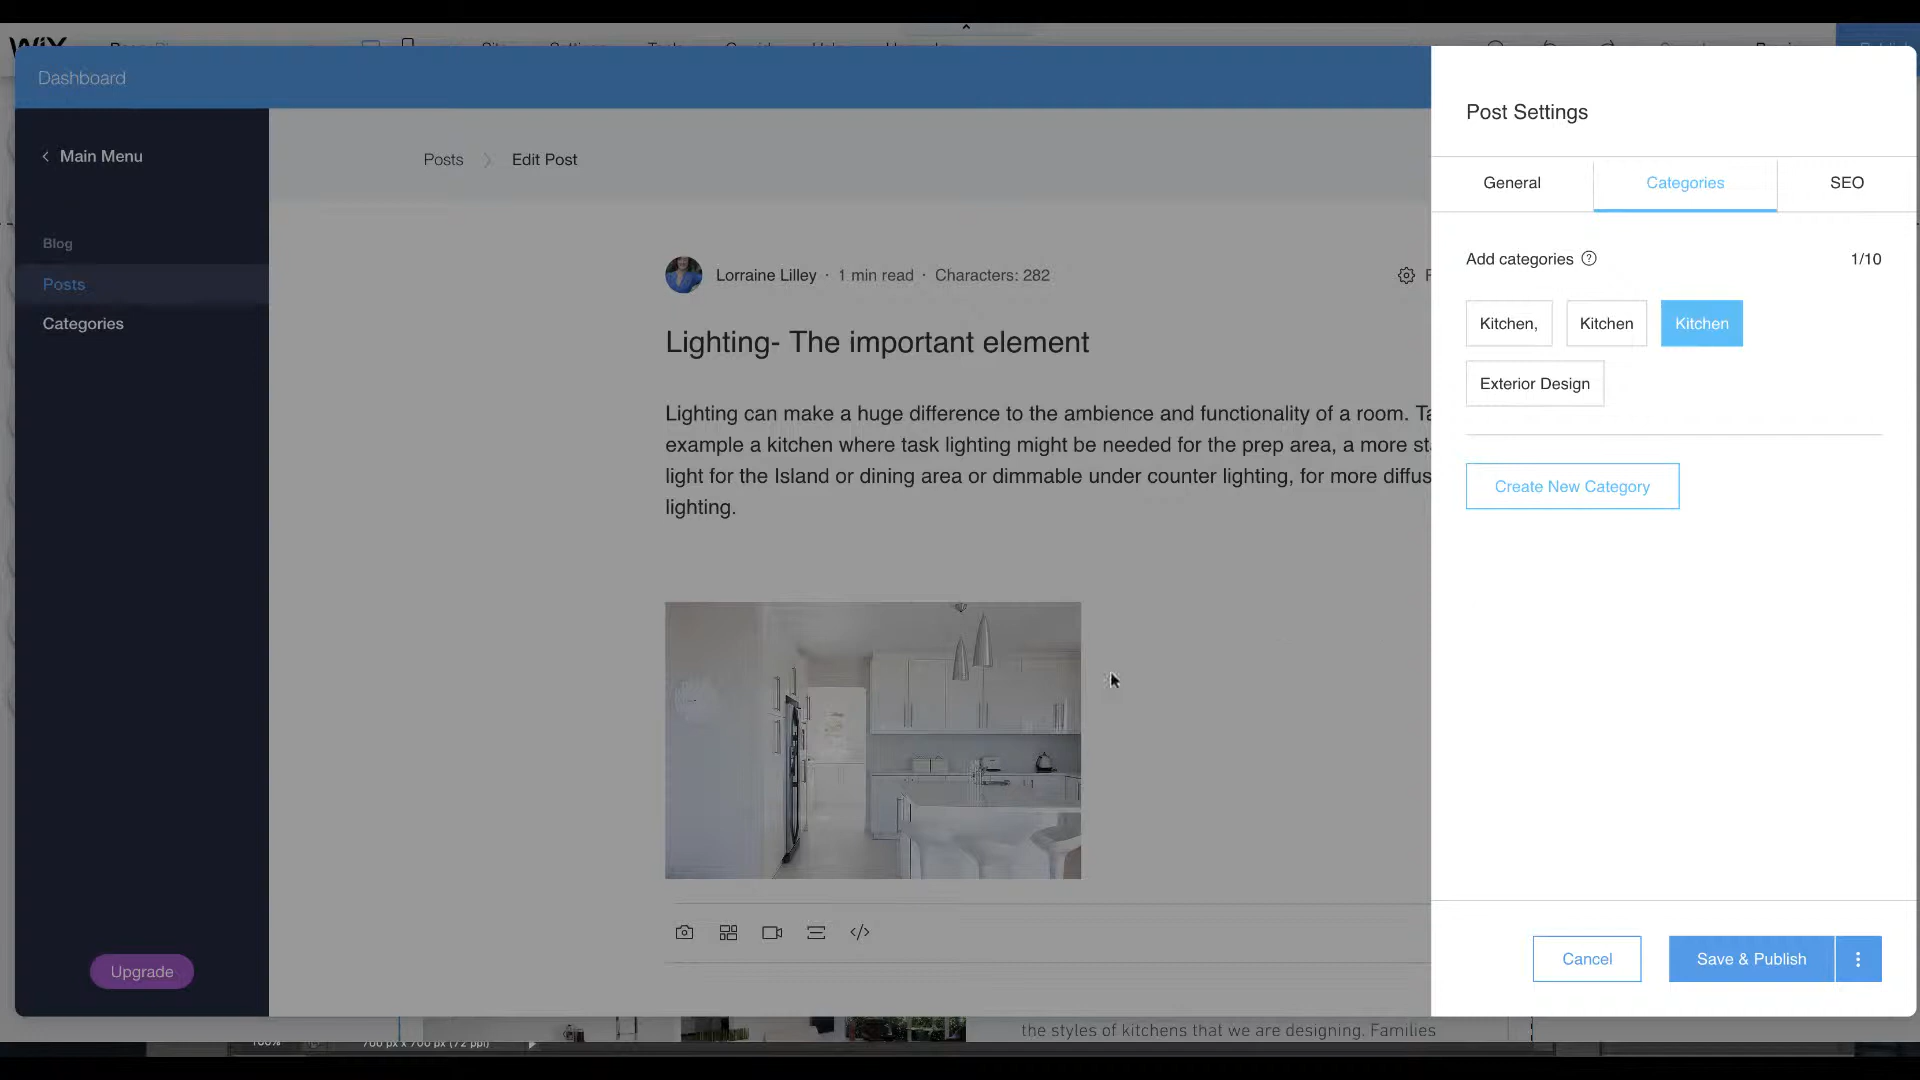 WiX
Dashboard
Post Settings
Main Menu
Posts
Edit Post
General
Categories
SEO
Blog
Posts
Categories
Lorraine Lilley · 1 min read · Characters: 282
Add categories ? 1/10
Kitchen,
Kitchen
Kitchen
Exterior Design
Lighting- The important element
Lighting can make a huge difference to the ambience and functionality of a room.
example a kitchen where task lighting might be needed for the prep area, a more
light for the Island or dining area or dimmable under counter lighting, for more
lighting.
Create New Category
Upgrade
Cancel
Save & Publish
the styles of kitchens that we are designing. Families
100%
700 px x 700 px (72 ppi)